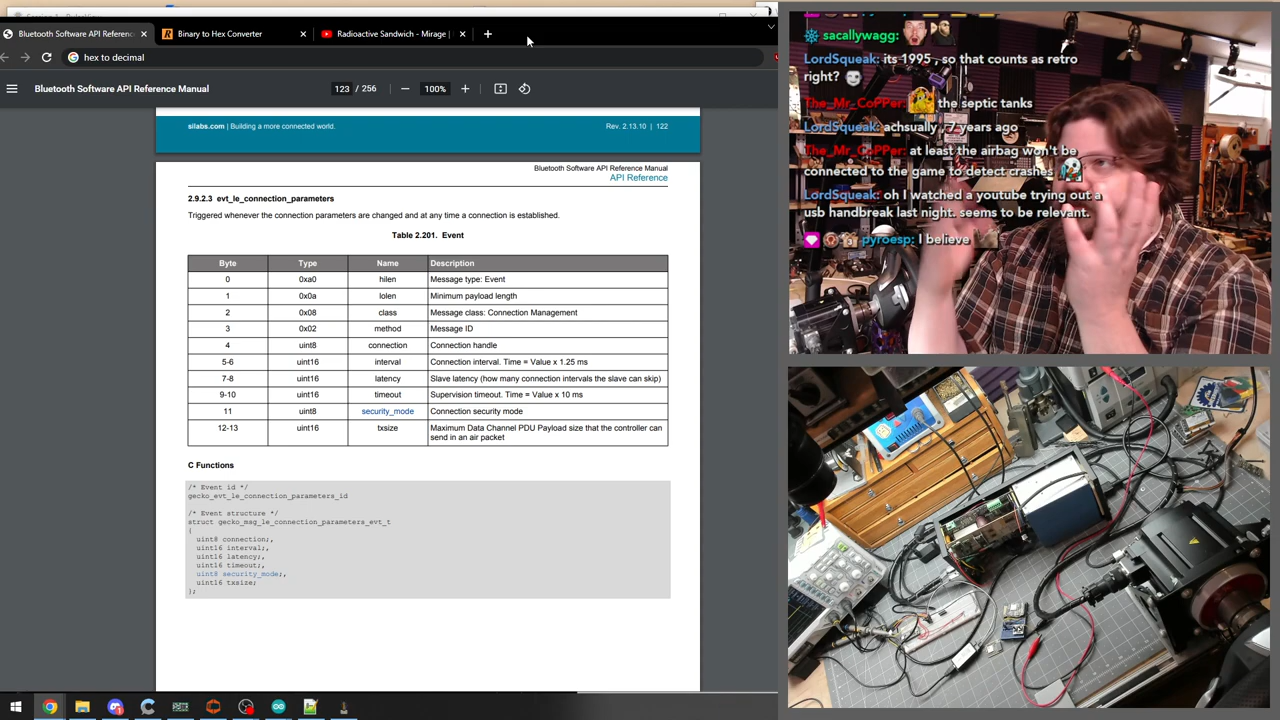 Bluetooth Software API Referenc
Binary to Hex Converter
Radioactive Sandwich - Mirage |
hex to decimal
Bluetooth Software API Reference Manual
123 / 256
100%
silabs.com | Building a more connected world.
Rev. 2.13.10 | 122
Bluetooth Software API Reference Manual
API Reference
2.9.2.3 evt_le_connection_parameters
Triggered whenever the connection parameters are changed and at any time a connection is established.
Table 2.201. Event
Byte Type Name Description
0 0xa0 hilen Message type: Event
1 0x0a lolen Minimum payload length
2 0x08 class Message class: Connection Management
3 0x02 method Message ID
4 uint8 connection Connection handle
5-6 uint16 interval Connection interval. Time = Value x 1.25 ms
7-8 uint16 latency Slave latency (how many connection intervals the slave can skip)
9-10 uint16 timeout Supervision timeout. Time = Value x 10 ms
11 uint8 security_mode Connection security mode
12-13 uint16 txsize Maximum Data Channel PDU Payload size that the controller can
send in an air packet
C Functions
/* Event id */
gecko_evt_le_connection_parameters_id
/* Event structure */
struct gecko_msg_le_connection_parameters_evt_t
{
uint8 connection;,
uint16 interval;,
uint16 latency;,
uint16 timeout;,
uint8 security_mode;,
uint16 txsize;
};
sacallywagg:
LordSqueak: its 1995 , so that counts as retro
right?
The_Mr_CoPPer: the septic tanks
LordSqueak: achsually , 7 years ago
The_Mr_CoPPer: at least the airbag won't be
connected to the game to detect crashes
LordSqueak: oh I watched a youtube trying out a
usb handbreak last night. seems to be relevant.
pyroesp: I believe